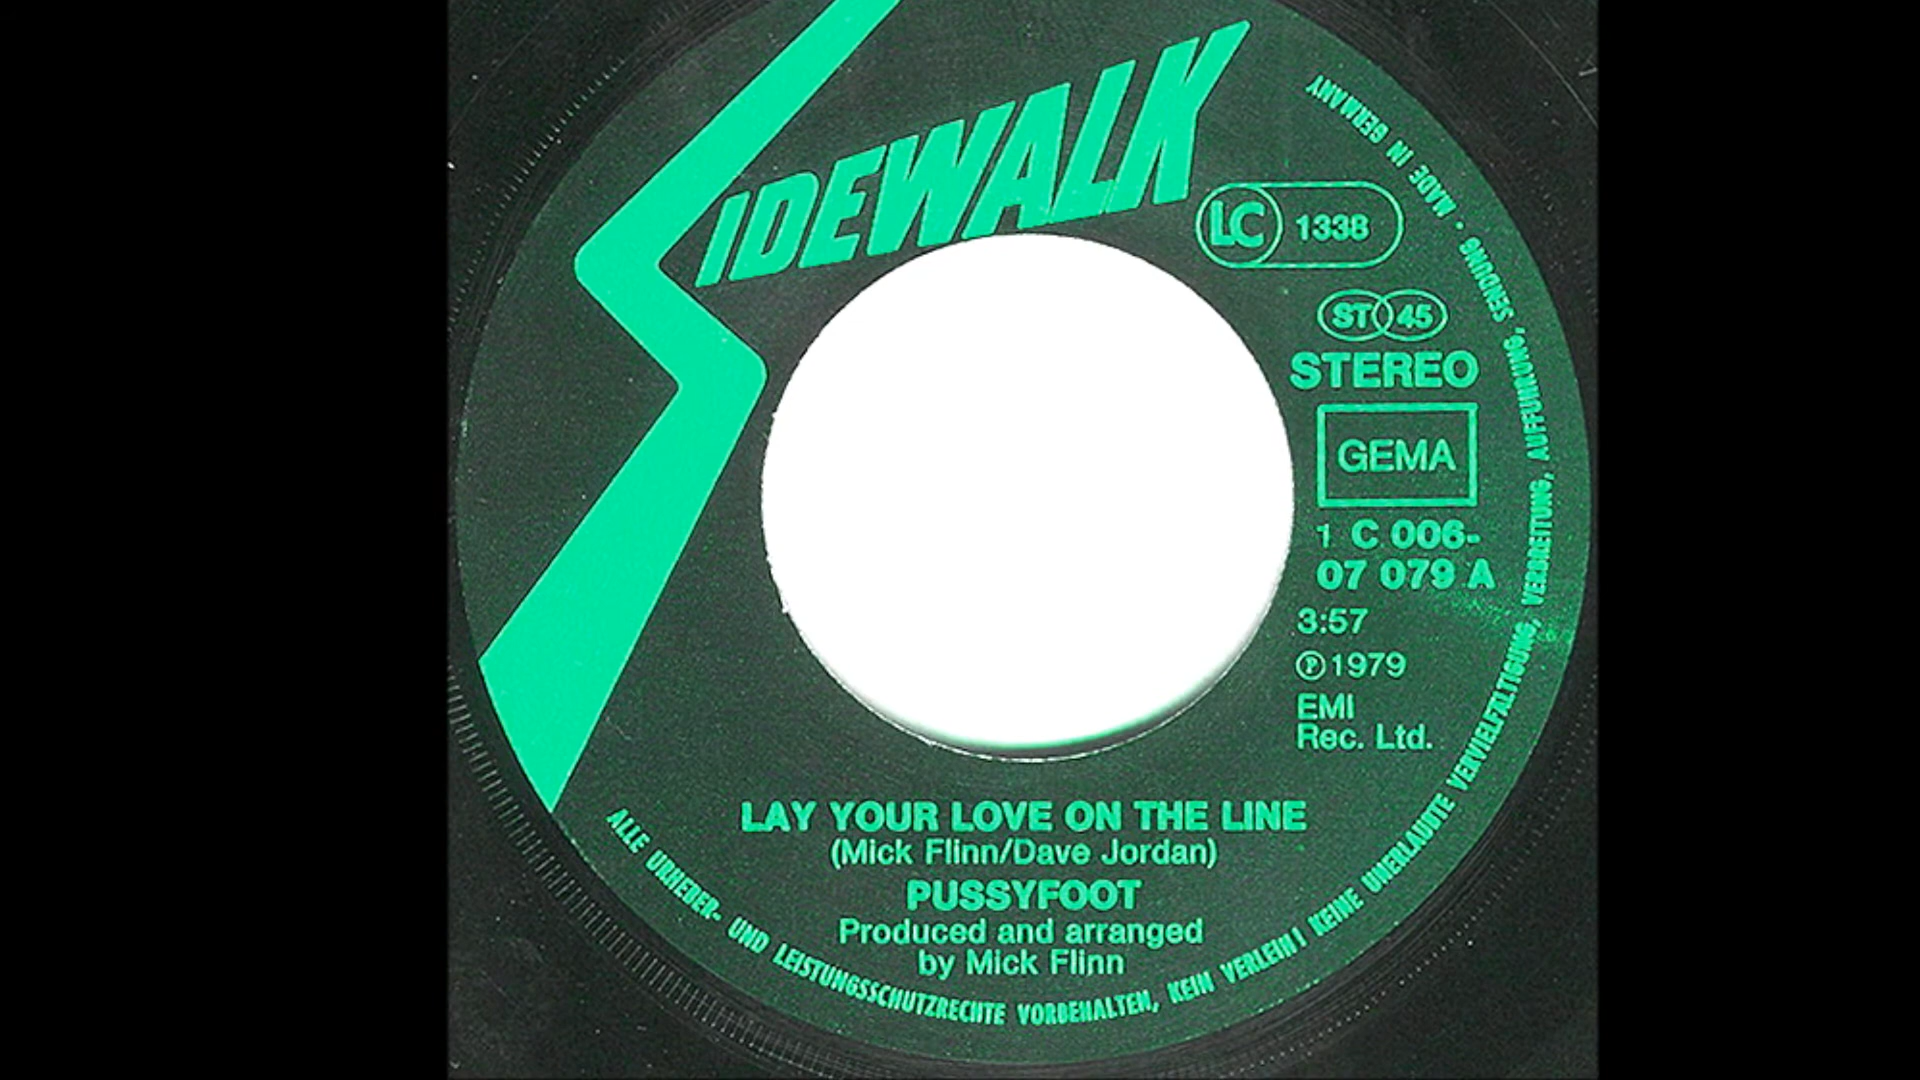 SIDEWALK
LC 1338
ST 45
STEREO
GEMA
1 C 006-
07 079 A
3:57
℗1979
EMI
Rec. Ltd.
LAY YOUR LOVE ON THE LINE
(Mick Flinn/Dave Jordan)
PUSSYFOOT
Produced and arranged
by Mick Flinn
ALLE URHEBER- UND LEISTUNGSSCHUTZRECHTE VORBEHALTEN, KEIN VERLEIH! KEINE UNERLAUBTE VERVIELFÄLTIGUNG, VERBREITUNG, AUFFÜHRUNG, SENDUNG · MADE IN GERMANY